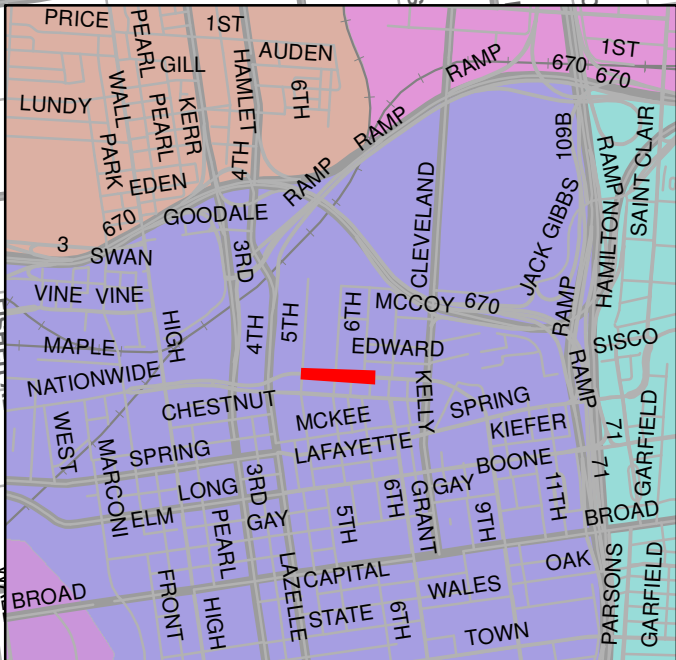 PRICE
PEARL
1ST
AUDEN
GILL
HAMLET
6TH
WALL
LUNDY
PEARL
KERR
PARK
4TH
EDEN
RAMP
670
670
1ST
RAMP
109B
RAMP
SAINT CLAIR
RAMP
GOODALE
670
3
SWAN
3RD
CLEVELAND
JACK GIBBS
HAMILTON
VINE
VINE
HIGH
4TH
5TH
6TH
MCCOY
670
RAMP
MAPLE
EDWARD
SISCO
NATIONWIDE
RAMP
CHESTNUT
KELLY
SPRING
MCKEE
KIEFER
GARFIELD
WEST
MARCONI
SPRING
LAFAYETTE
BOONE
71
71
LONG
3RD
GAY
ELM
PEARL
GAY
5TH
6TH
GRANT
9TH
11TH
BROAD
LAZELLE
CAPITAL
OAK
WALES
PARSONS
GARFIELD
BROAD
FRONT
HIGH
STATE
6TH
TOWN